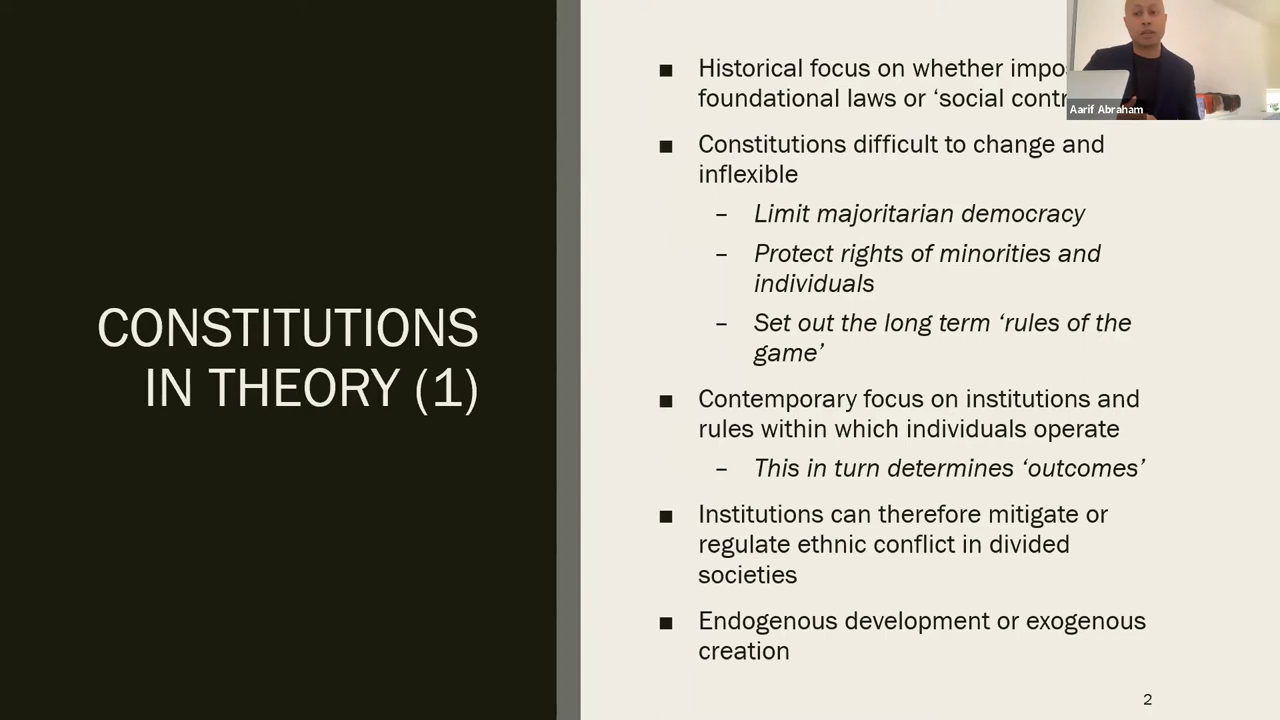 CONSTITUTIONS
IN THEORY (1)
■ Historical focus on whether
foundational laws or ‘social
■ Constitutions difficult to change and
inflexible
– Limit majoritarian democracy
– Protect rights of minorities and
individuals
– Set out the long term ‘rules of the
game’
■ Contemporary focus on institutions and
rules within which individuals operate
– This in turn determines ‘outcomes’
■ Institutions can therefore mitigate or
regulate ethnic conflict in divided
societies
■ Endogenous development or exogenous
creation
Aarif Abraham
2